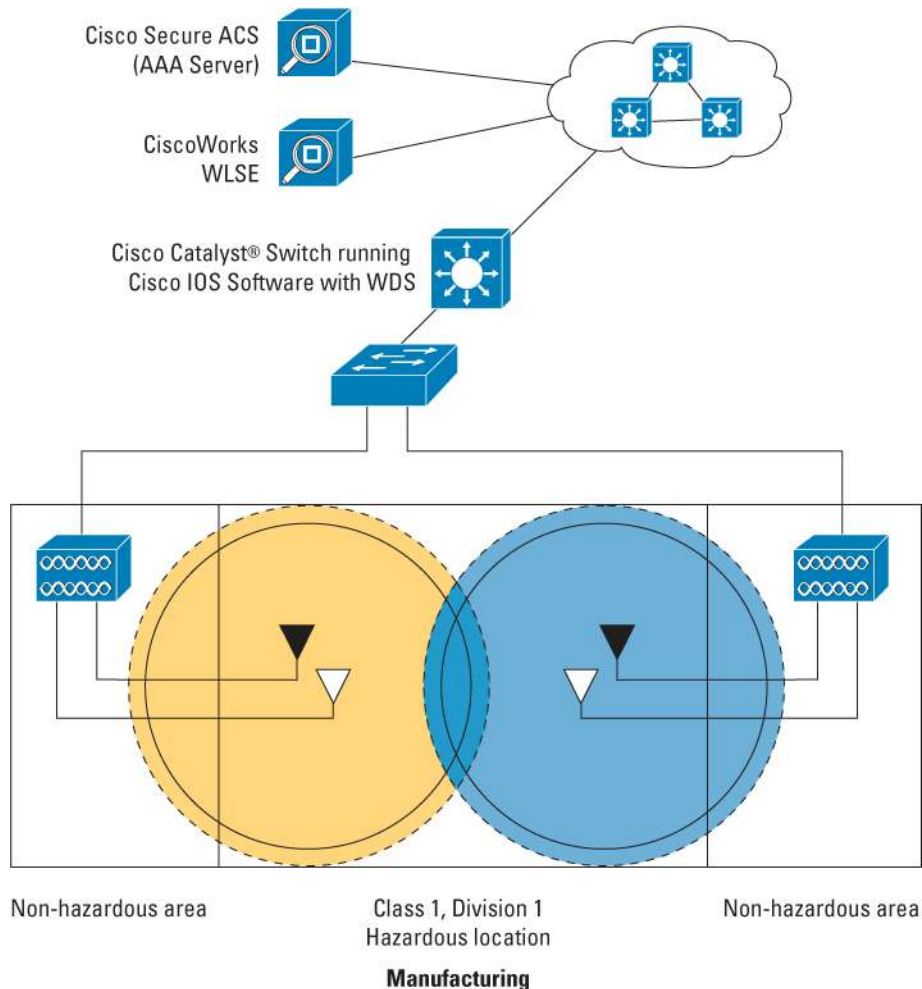 Cisco Secure ACS
(AAA Server)
CiscoWorks
WLSE
Cisco Catalyst® Switch running
Cisco IOS Software with WDS
Non-hazardous area
Class 1, Division 1
Hazardous location
Non-hazardous area
Manufacturing